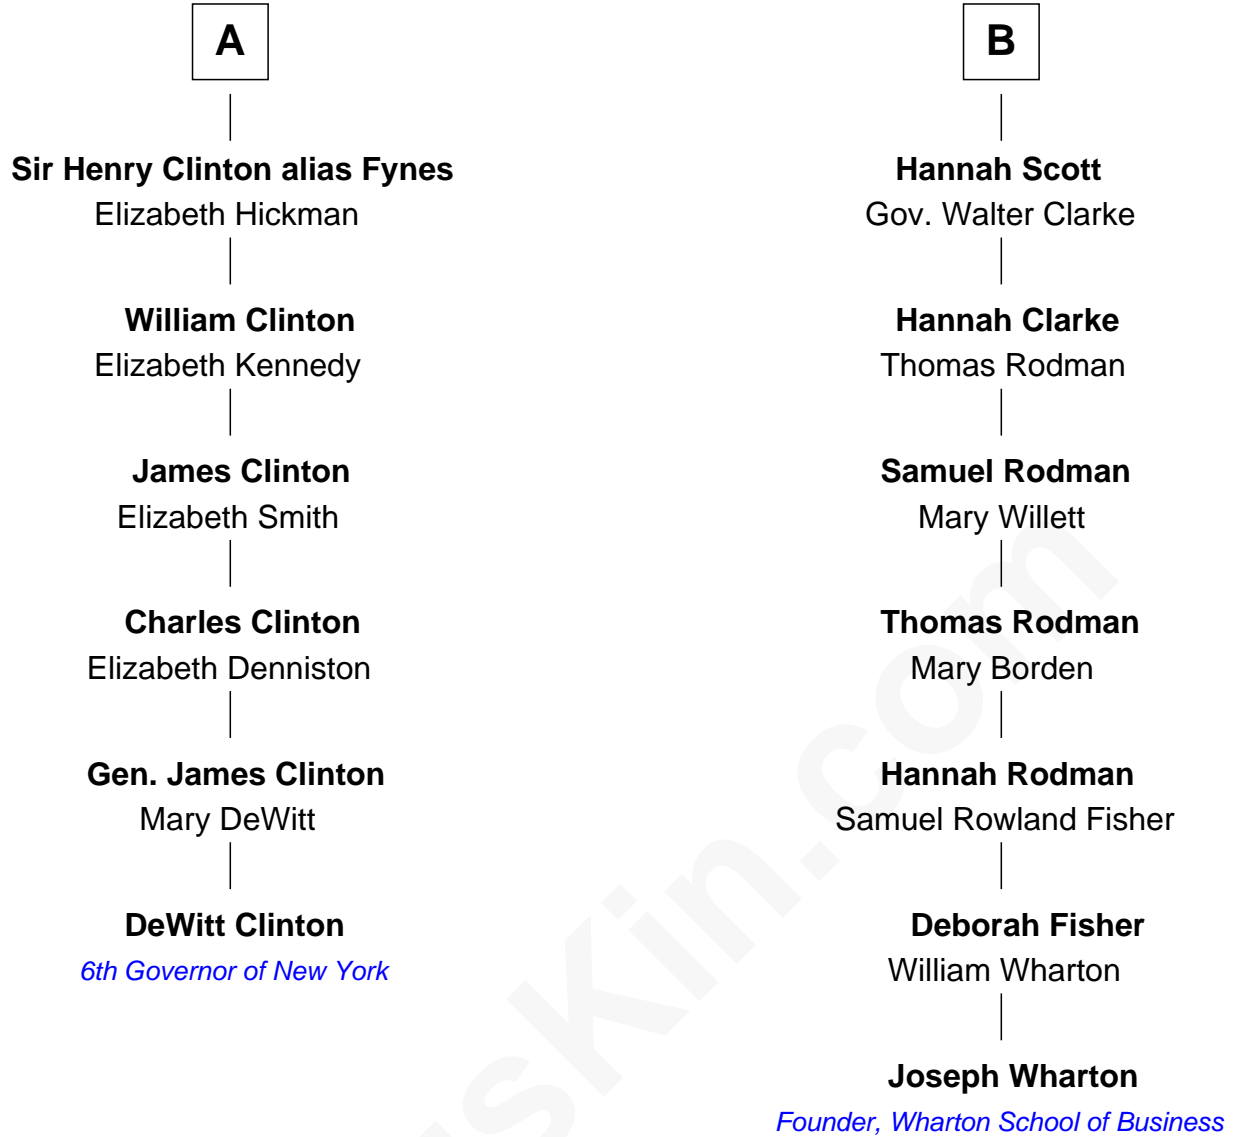 A
Sir Henry Clinton alias Fynes
Elizabeth Hickman
William Clinton
Elizabeth Kennedy
James Clinton
Elizabeth Smith
Charles Clinton
Elizabeth Denniston
Gen. James Clinton
Mary DeWitt
DeWitt Clinton
6th Governor of New York
B
Hannah Scott
Gov. Walter Clarke
Hannah Clarke
Thomas Rodman
Samuel Rodman
Mary Willett
Thomas Rodman
Mary Borden
Hannah Rodman
Samuel Rowland Fisher
Deborah Fisher
William Wharton
Joseph Wharton
Founder, Wharton School of Business
sKin.com